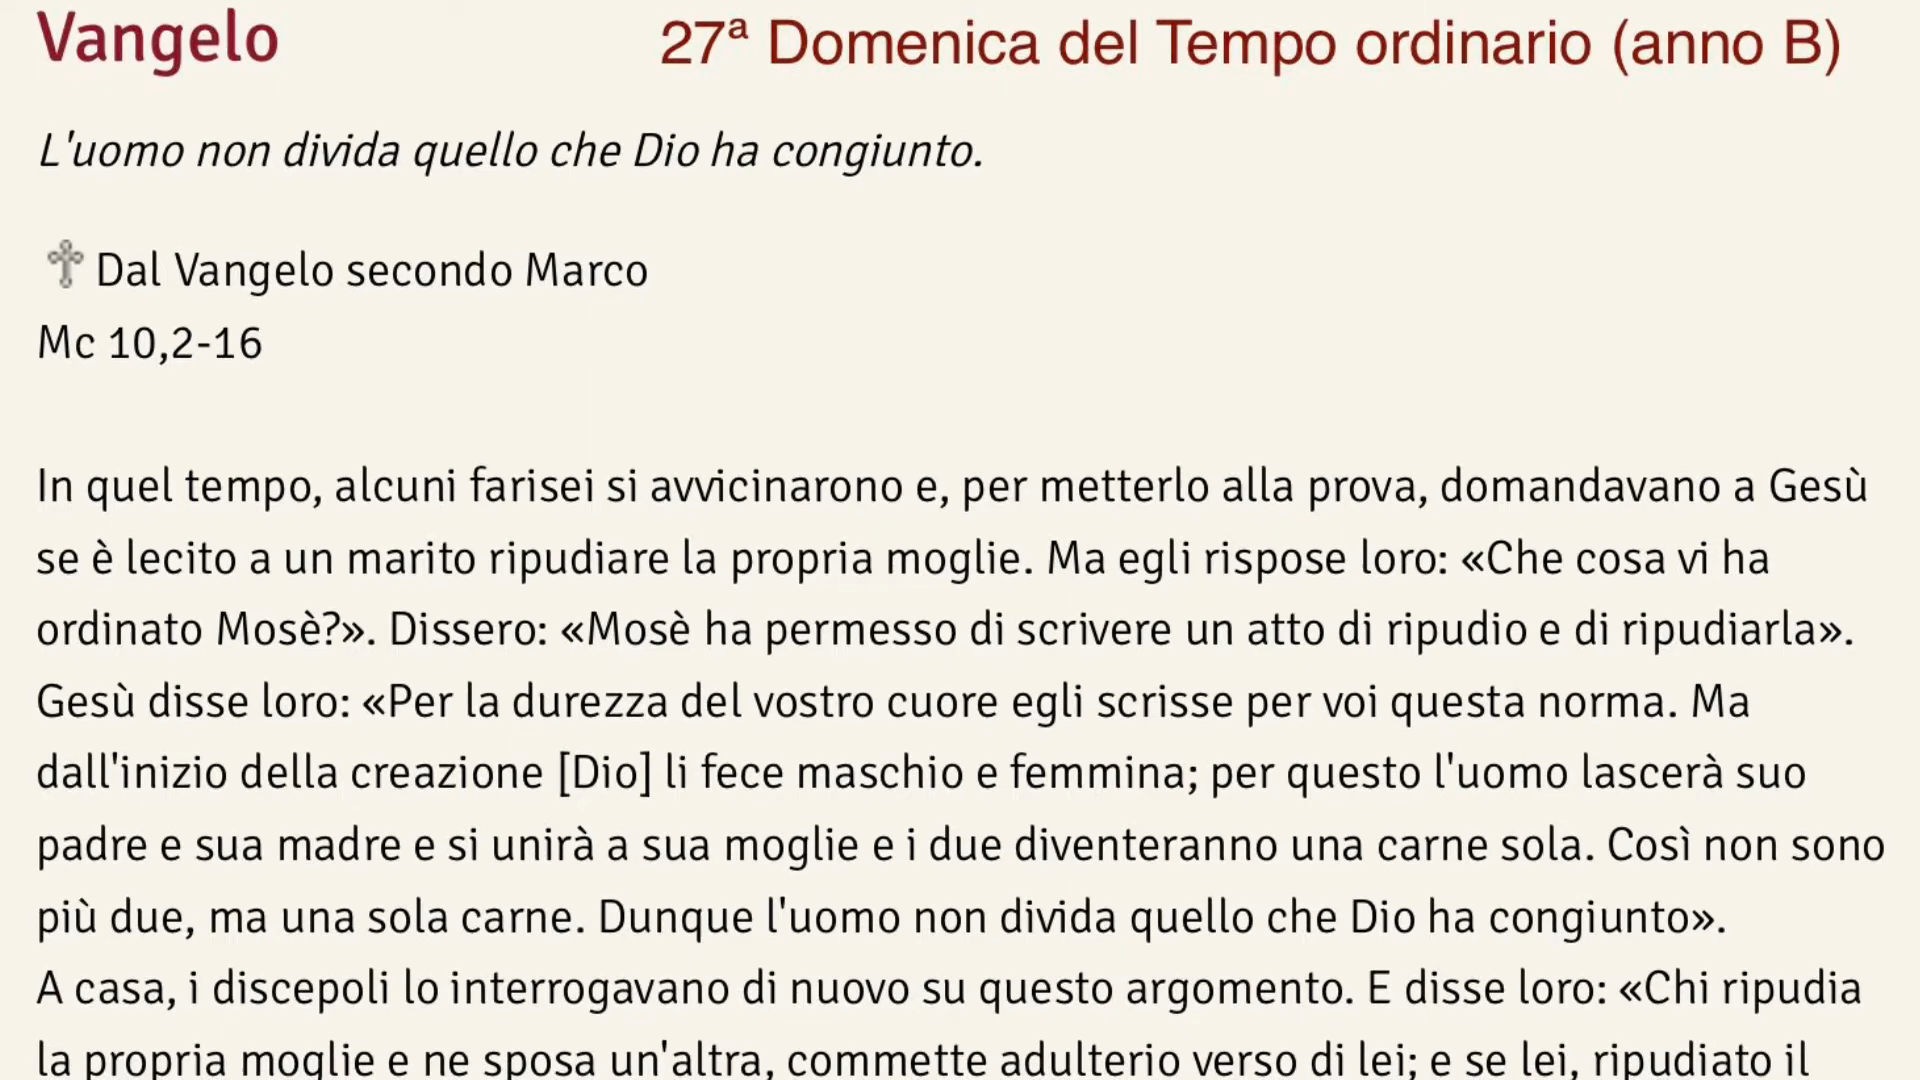 Vangelo
27ª Domenica del Tempo ordinario (anno B)
L'uomo non divida quello che Dio ha congiunto.
Dal Vangelo secondo Marco
Mc 10,2-16
In quel tempo, alcuni farisei si avvicinarono e, per metterlo alla prova, domandavano a Gesù
se è lecito a un marito ripudiare la propria moglie. Ma egli rispose loro: «Che cosa vi ha
ordinato Mosè?». Dissero: «Mosè ha permesso di scrivere un atto di ripudio e di ripudiarla».
Gesù disse loro: «Per la durezza del vostro cuore egli scrisse per voi questa norma. Ma
dall'inizio della creazione [Dio] li fece maschio e femmina; per questo l'uomo lascerà suo
padre e sua madre e si unirà a sua moglie e i due diventeranno una carne sola. Così non sono
più due, ma una sola carne. Dunque l'uomo non divida quello che Dio ha congiunto».
A casa, i discepoli lo interrogavano di nuovo su questo argomento. E disse loro: «Chi ripudia
la propria moglie e ne sposa un'altra, commette adulterio verso di lei; e se lei, ripudiato il